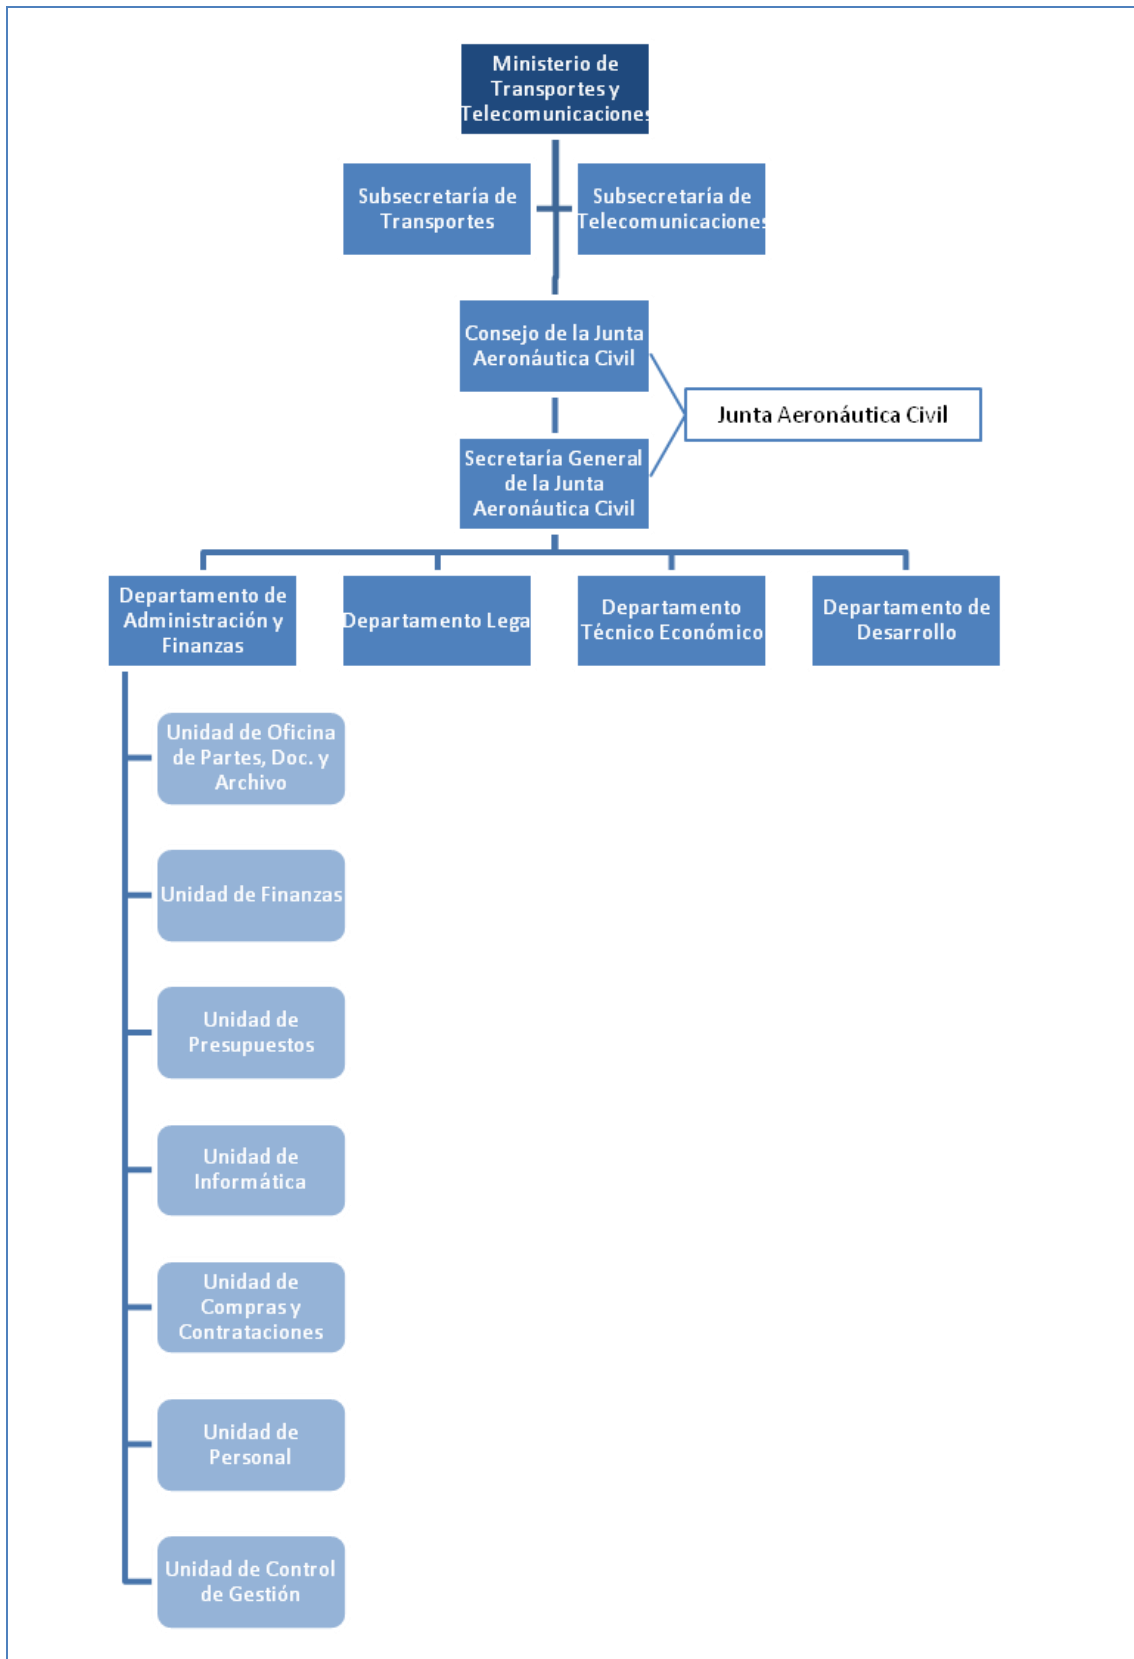 Ministerio de
Transportes y
Telecomunicaciones
Subsecretaría de
Transportes
Subsecretaría de
Telecomunicaciones
Consejo de la Junta
Aeronáutica Civil
Junta Aeronáutica Civil
Secretaría General
de la Junta
Aeronáutica Civil
Departamento de
Administración y
Finanzas
Departamento Lega
Departamento
Técnico Económico
Departamento de
Desarrollo
Unidad de Oficina
de Partes, Doc. y
Archivo
Unidad de Finanzas
Unidad de
Presupuestos
Unidad de
Informática
Unidad de
Compras y
Contrataciones
Unidad de
Personal
Unidad de Control
de Gestión